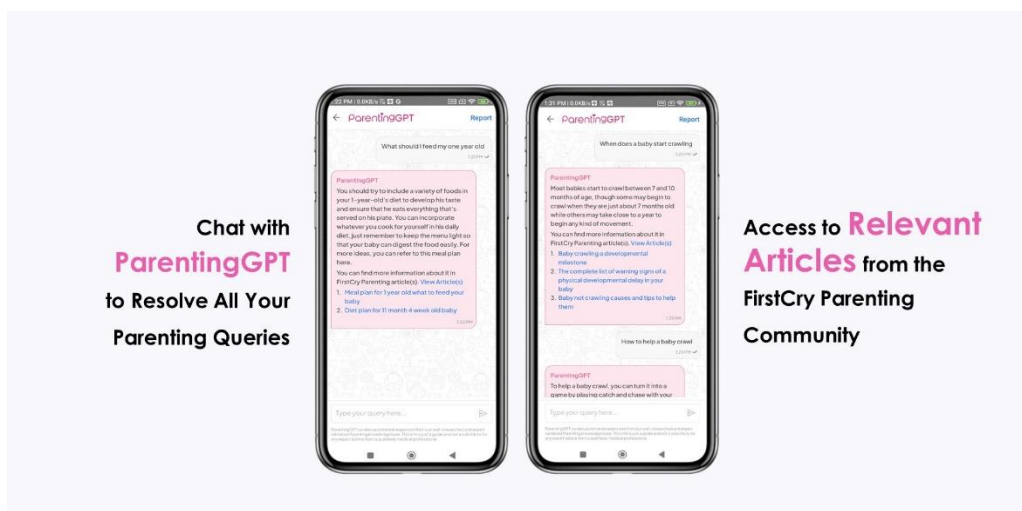 Chat with
ParentingGPT
to Resolve All Your
Parenting Queries
:23 PM | 0.0KB/s
ParentingGPT
Report
What should I feed my one year old
ParentingGPT
You should try to include a variety of foods in
your 1-year-old's diet to develop his taste
and ensure that he eats everything that's
served on his plate. You can incorporate
whatever you cook for yourself in his daily
diet, just remember to keep the menu light so
that your baby can digest the food easily. For
more ideas, you can refer to this meal plan
here.
You can find more information about it in
FirstCry Parenting article(s). View Article(s)
1. Meal plan for 1 year old what to feed your
baby
2. Diet plan for 11 month 4 week old baby
Type your query here...
1:31 PM | 0.0KB/s
ParentingGPT
Report
When does a baby start crawling
ParentingGPT
Most babies start to crawl between 7 and 10
months of age, though some may begin to
crawl when they are just about 7 months old
while others may take close to a year to
begin any kind of movement.
You can find more information about it in
FirstCry Parenting article(s). View Article(s)
1. Baby crawling a developmental
milestone
2. The complete list of warning signs of a
physical developmental delay in your
baby
3. Baby not crawling causes and tips to help
them
How to help a baby crawl
ParentingGPT
To help a baby crawl, you can turn it into a
game by playing catch and chase with your
Type your query here...
Access to Relevant
Articles from the
FirstCry Parenting
Community